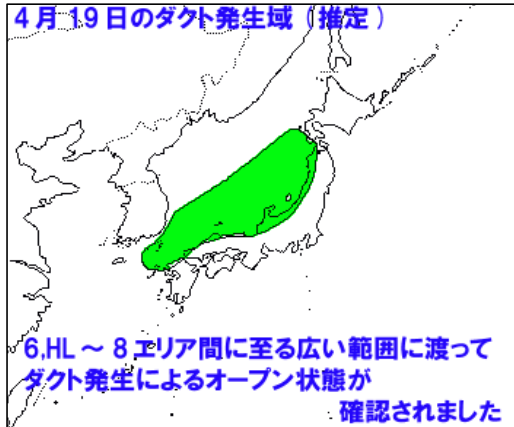 4月19日のダクト発生域(推定)
6,HL～8エリア間に至る広い範囲に渡って
ダクト発生によるオープン状態が
確認されました